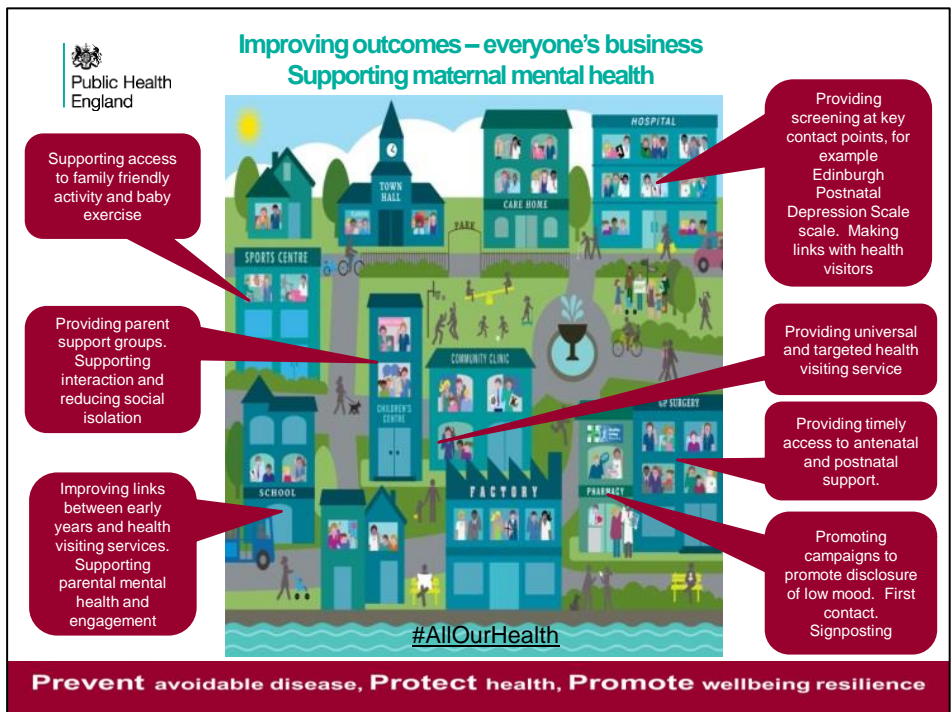 Public Health
England
Improving outcomes – everyone's business
Supporting maternal mental health
Supporting access
to family friendly
activity and baby
exercise
Providing parent
support groups.
Supporting
interaction and
reducing social
isolation
Improving links
between early
years and health
visiting services.
Supporting
parental mental
health and
engagement
HOSPITAL
TOWN
HALL
CARE HOME
PARK
SPORTS CENTRE
COMMUNITY CLINIC
CHILDREN'S
CENTRE
GP SURGERY
PHARMACY
SCHOOL
FACTORY
#AllOurHealth
Providing
screening at key
contact points, for
example
Edinburgh
Postnatal
Depression Scale
scale. Making
links with health
visitors
Providing universal
and targeted health
visiting service
Providing timely
access to antenatal
and postnatal
support.
Promoting
campaigns to
promote disclosure
of low mood. First
contact.
Signposting
Prevent avoidable disease, Protect health, Promote wellbeing resilience